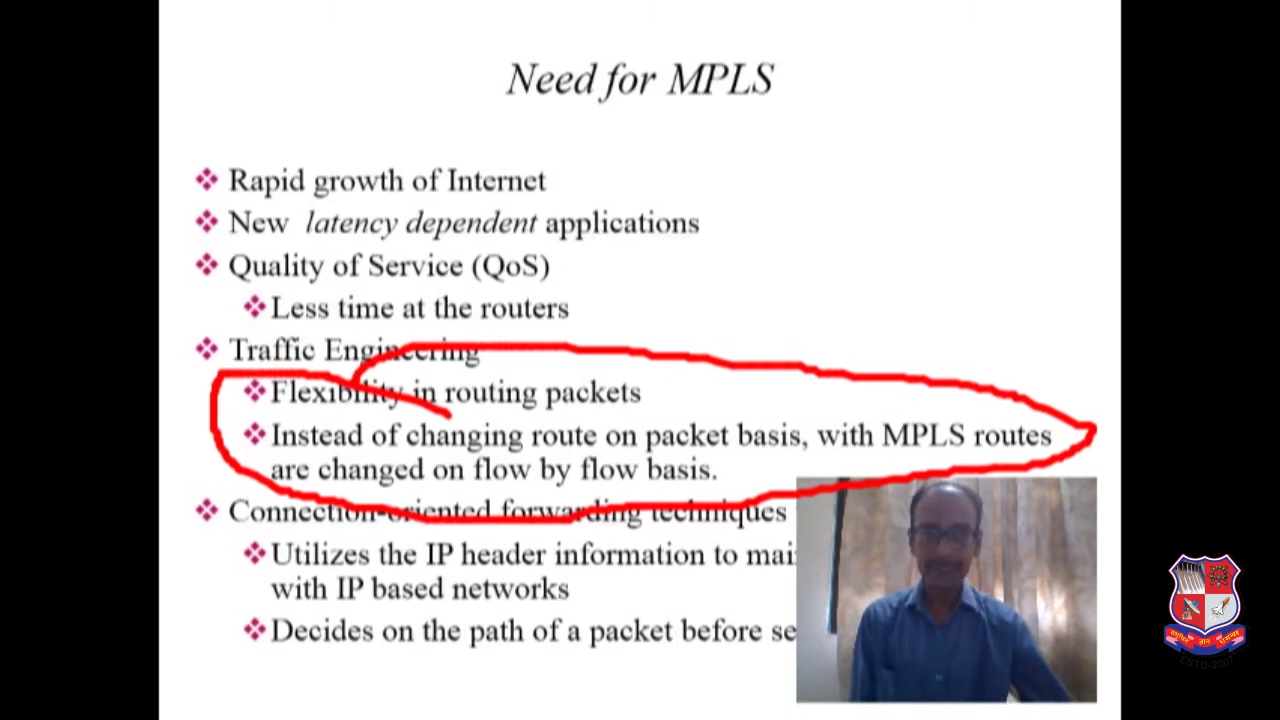 Need for MPLS
Rapid growth of Internet
New latency dependent applications
Quality of Service (QoS)
Less time at the routers
Traffic Engineering
Flexibility in routing packets
Instead of changing route on packet basis, with MPLS routes
are changed on flow by flow basis.
Connection-oriented forwarding techniques
Utilizes the IP header information to mai
with IP based networks
Decides on the path of a packet before se
ESTD-2007